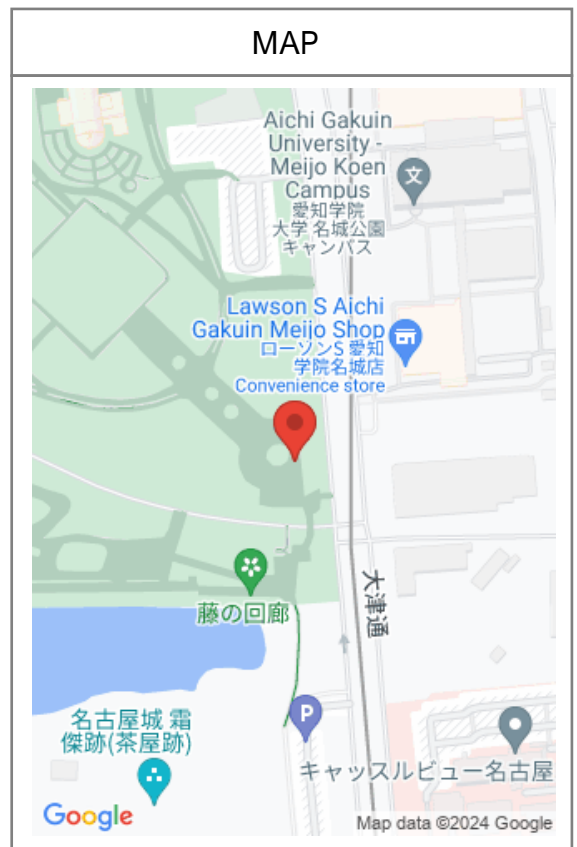 MAP
Aichi Gakuin
University -
Meijo Koen
Campus
愛知学院
大学 名城公園
キャンパス
文
Lawson S Aichi
Gakuin Meijo Shop
ローソンS 愛知
学院名城店
Convenience store
藤の回廊
大津通
名古屋城 霜
傑跡(茶屋跡)
P
キャッスルビュー名古屋
Google
Map data ©2024 Google